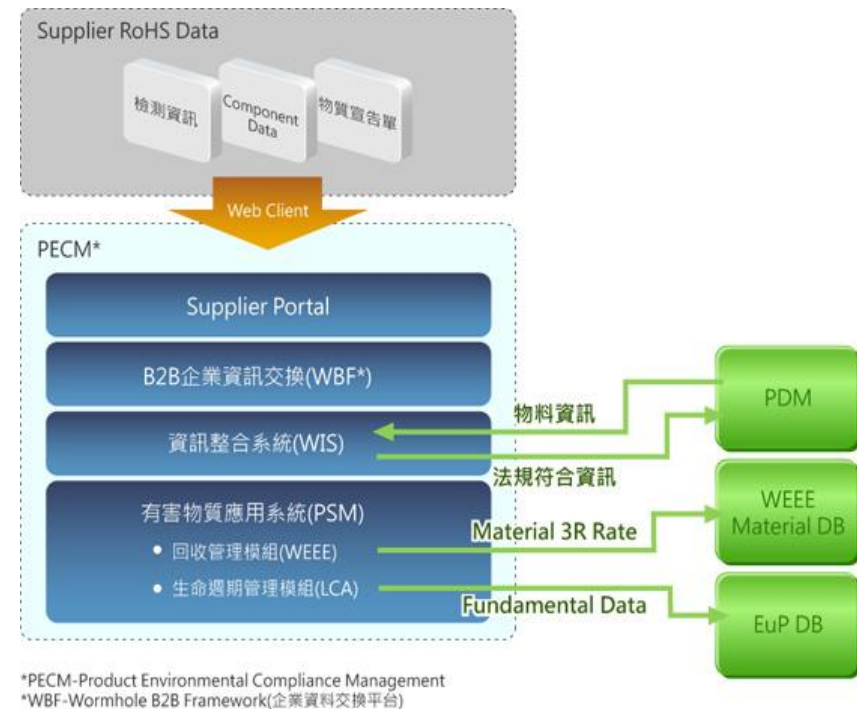 Supplier RoHS Data
檢測資訊
Component
Data
物質宣告單
Web Client
PECM*
Supplier Portal
B2B企業資訊交換(WBF*)
資訊整合系統(WIS)
有害物質應用系統(PSM)
• 回收管理模組(WEEE)
• 生命週期管理模組(LCA)
物料資訊
法規符合資訊
Material 3R Rate
Fundamental Data
PDM
WEEE
Material DB
EuP DB
*PECM-Product Environmental Compliance Management
*WBF-Wormhole B2B Framework(企業資料交換平台)